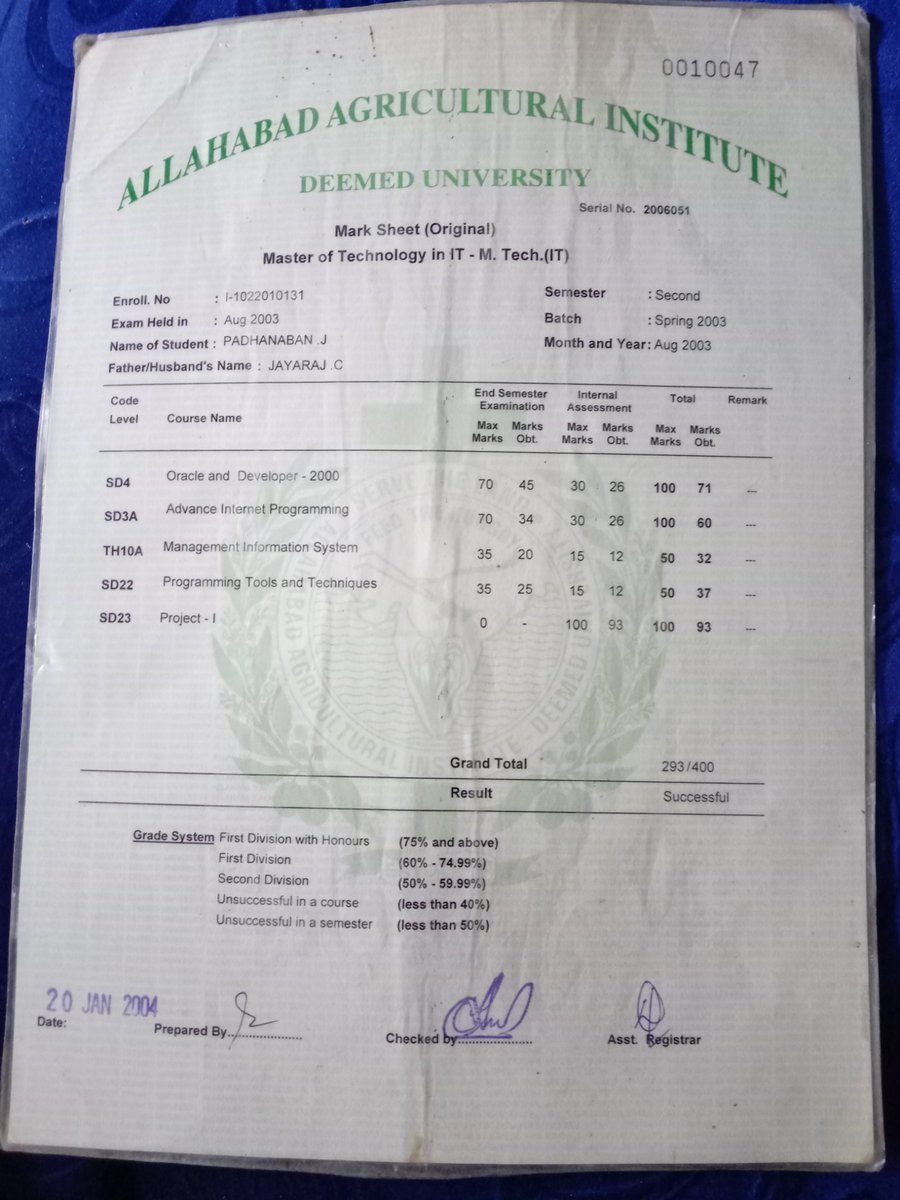 0010047
ALLAHABAD AGRICULTURAL INSTITUTE
DEEMED UNIVERSITY
Serial No. 2006051
Mark Sheet (Original)
Master of Technology in IT - M. Tech.(IT)
Enroll. No : I-1022010131 Semester : Second
Exam Held in : Aug 2003 Batch : Spring 2003
Name of Student : PADHANABAN .J Month and Year: Aug 2003
Father/Husband's Name : JAYARAJ .C
Code Level Course Name End Semester Examination Internal Assessment Total Remark
Max Marks Marks Obt. Max Marks Marks Obt. Max Marks Marks Obt.
SD4 Oracle and Developer - 2000 70 45 30 26 100 71 ---
SD3A Advance Internet Programming 70 34 30 26 100 60 ---
TH10A Management Information System 35 20 15 12 50 32 ---
SD22 Programming Tools and Techniques 35 25 15 12 50 37 ---
SD23 Project - I 0 - 100 93 100 93 ---
Grand Total 293/400
Result Successful
Grade System First Division with Honours (75% and above)
First Division (60% - 74.99%)
Second Division (50% - 59.99%)
Unsuccessful in a course (less than 40%)
Unsuccessful in a semester (less than 50%)
20 JAN 2004
Date: Prepared By.................. Checked by.................. Asst. Registrar